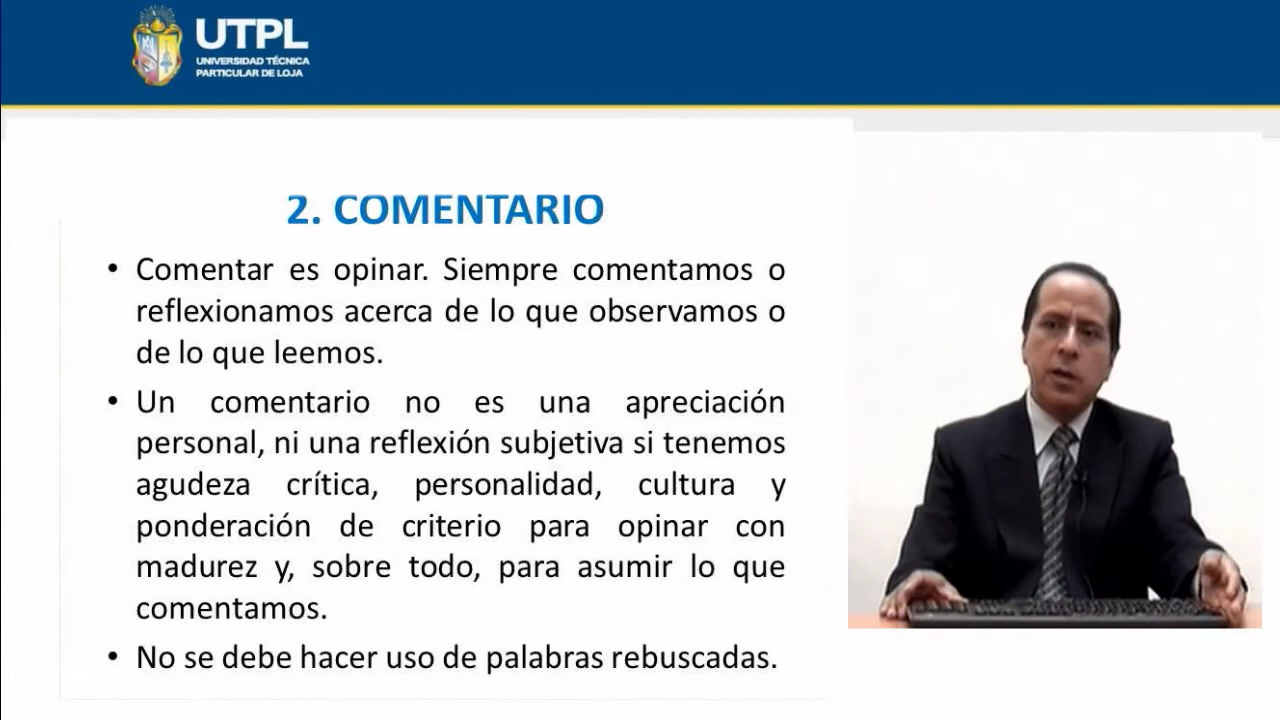 UTPL
UNIVERSIDAD TÉCNICA
PARTICULAR DE LOJA
2. COMENTARIO
• Comentar es opinar. Siempre comentamos o
reflexionamos acerca de lo que observamos o
de lo que leemos.
• Un comentario no es una apreciación
personal, ni una reflexión subjetiva si tenemos
agudeza crítica, personalidad, cultura y
ponderación de criterio para opinar con
madurez y, sobre todo, para asumir lo que
comentamos.
• No se debe hacer uso de palabras rebuscadas.